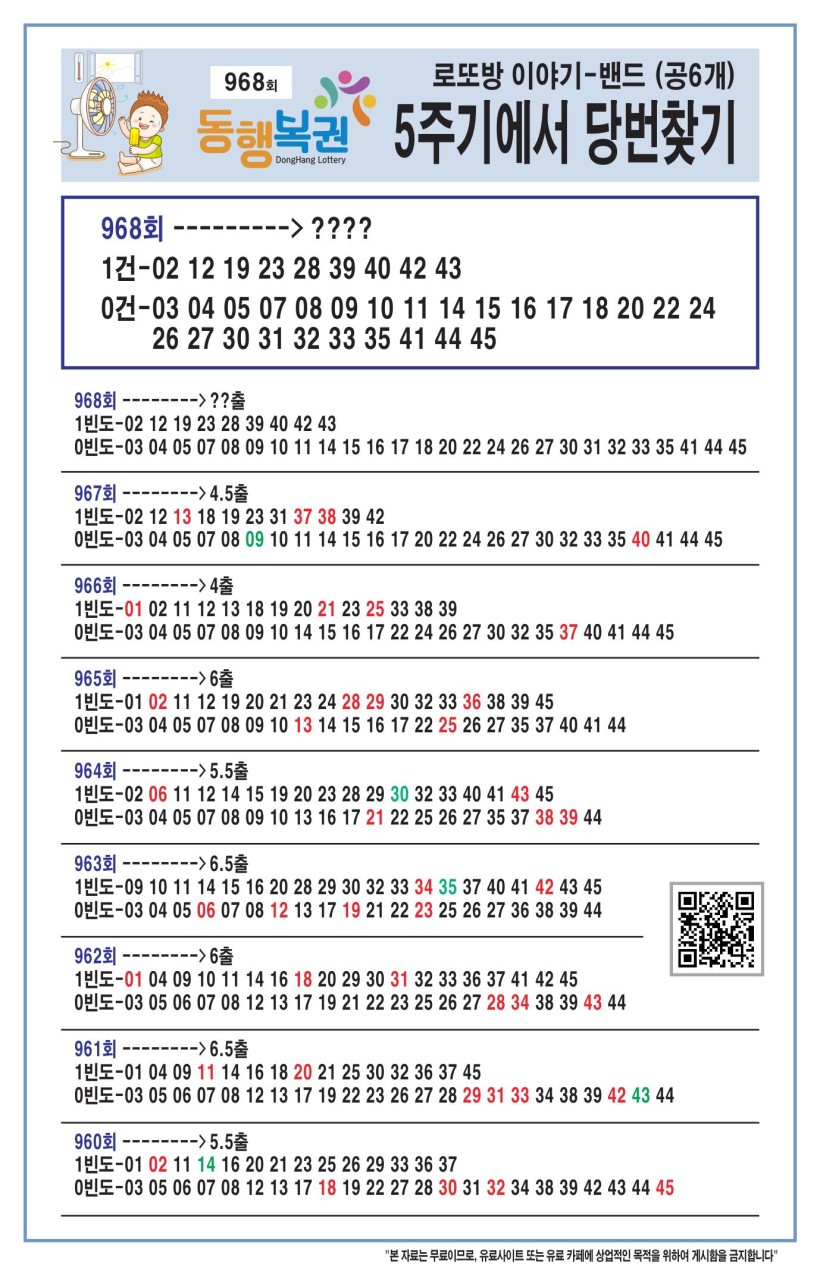 968회
동행복권
DongHang Lottery
로또방 이야기-밴드 (공6개)
5주기에서 당번찾기
968회 ---------> ????
1건-02 12 19 23 28 39 40 42 43
0건-03 04 05 07 08 09 10 11 14 15 16 17 18 20 22 24
26 27 30 31 32 33 35 41 44 45
968회 --------> ??출
1빈도-02 12 19 23 28 39 40 42 43
0빈도-03 04 05 07 08 09 10 11 14 15 16 17 18 20 22 24 26 27 30 31 32 33 35 41 44 45
967회 --------> 4.5출
1빈도-02 12 13 18 19 23 31 37 38 39 42
0빈도-03 04 05 07 08 09 10 11 14 15 16 17 20 22 24 26 27 30 32 33 35 40 41 44 45
966회 --------> 4출
1빈도-01 02 11 12 13 18 19 20 21 23 25 33 38 39
0빈도-03 04 05 07 08 09 10 14 15 16 17 22 24 26 27 30 32 35 37 40 41 44 45
965회 --------> 6출
1빈도-01 02 11 12 19 20 21 23 24 28 29 30 32 33 36 38 39 45
0빈도-03 04 05 07 08 09 10 13 14 15 16 17 22 25 26 27 35 37 40 41 44
964회 --------> 5.5출
1빈도-02 06 11 12 14 15 19 20 23 28 29 30 32 33 40 41 43 45
0빈도-03 04 05 07 08 09 10 13 16 17 21 22 25 26 27 35 37 38 39 44
963회 --------> 6.5출
1빈도-09 10 11 14 15 16 20 28 29 30 32 33 34 35 37 40 41 42 43 45
0빈도-03 04 05 06 07 08 12 13 17 19 21 22 23 25 26 27 36 38 39 44
962회 --------> 6출
1빈도-01 04 09 10 11 14 16 18 20 29 30 31 32 33 36 37 41 42 45
0빈도-03 05 06 07 08 12 13 17 19 21 22 23 25 26 27 28 34 38 39 43 44
961회 --------> 6.5출
1빈도-01 04 09 11 14 16 18 20 21 25 30 32 36 37 45
0빈도-03 05 06 07 08 12 13 17 19 22 23 26 27 28 29 31 33 34 38 39 42 43 44
960회 --------> 5.5출
1빈도-01 02 11 14 16 20 21 23 25 26 29 33 36 37
0빈도-03 05 06 07 08 12 13 17 18 19 22 27 28 30 31 32 34 38 39 42 43 44 45
"본 자료는 무료이므로, 유료사이트 또는 유료 카페에 상업적인 목적을 위하여 게시함을 금지합니다"